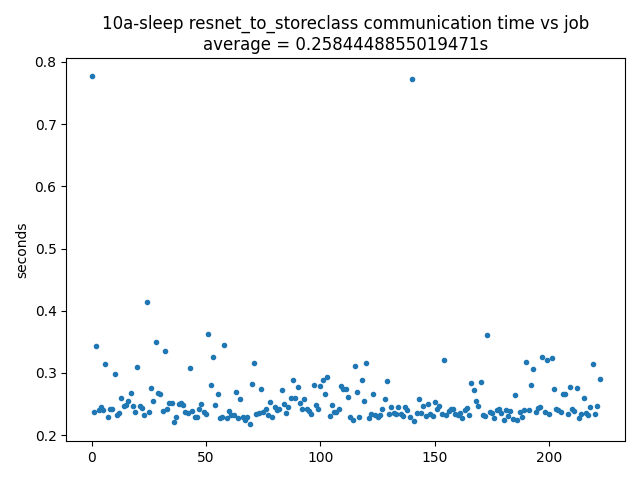 10a-sleep resnet_to_storeclass communication time vs job
average = 0.2584448855019471s
0.8
0.7
0.6
0.5
0.4
0.3
0.2
seconds
0 50 100 150 200